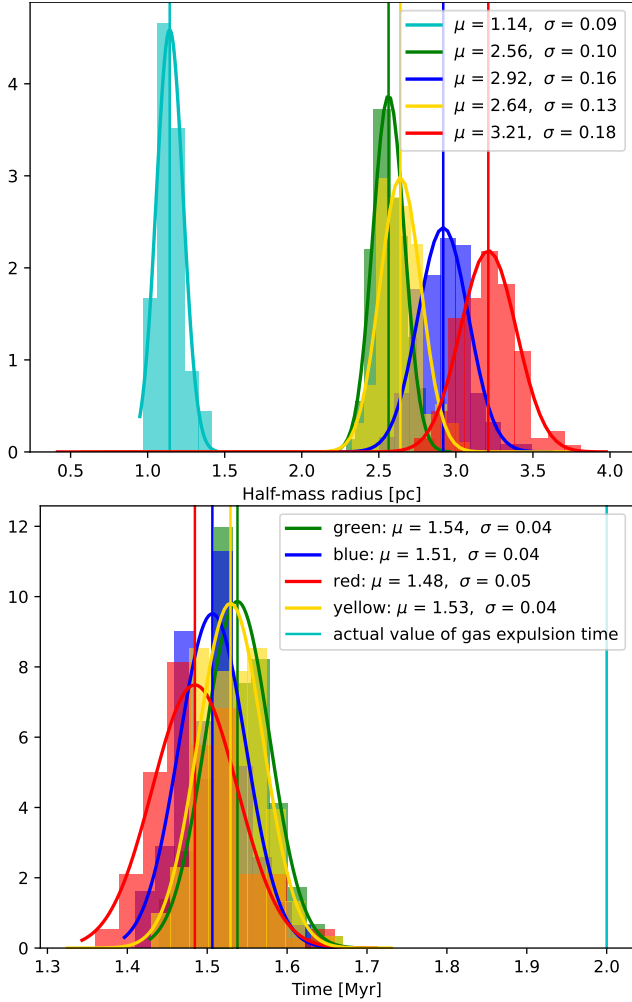 4
3
2
1
0
μ = 1.14, σ = 0.09
μ = 2.56, σ = 0.10
μ = 2.92, σ = 0.16
μ = 2.64, σ = 0.13
μ = 3.21, σ = 0.18
0.5 1.0 1.5 2.0 2.5 3.0 3.5 4.0
Half-mass radius [pc]
12
10
8
6
4
2
0
green: μ = 1.54, σ = 0.04
blue: μ = 1.51, σ = 0.04
red: μ = 1.48, σ = 0.05
yellow: μ = 1.53, σ = 0.04
actual value of gas expulsion time
1.3 1.4 1.5 1.6 1.7 1.8 1.9 2.0
Time [Myr]